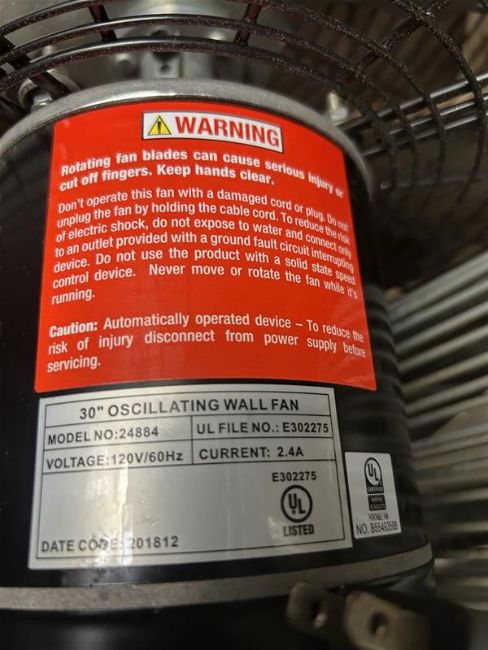 WARNING
Rotating fan blades can cause serious injury or
cut off fingers. Keep hands clear.
Don't operate this fan with a damaged cord or plug. Do not
unplug the fan by holding the cable cord. To reduce the risk
of electric shock, do not expose to water and connect only
to an outlet provided with a ground fault circuit interrupting
device. Do not use the product with a solid state speed
control device. Never move or rotate the fan while it's
running.
Caution: Automatically operated device – To reduce the
risk of injury disconnect from power supply before
servicing.
30" OSCILLATING WALL FAN
MODEL NO:24884 UL FILE NO.: E302275
VOLTAGE:120V/60Hz CURRENT: 2.4A
E302275
UL
LISTED
DATE CODE: 201812
UL
PORTABLE FAN